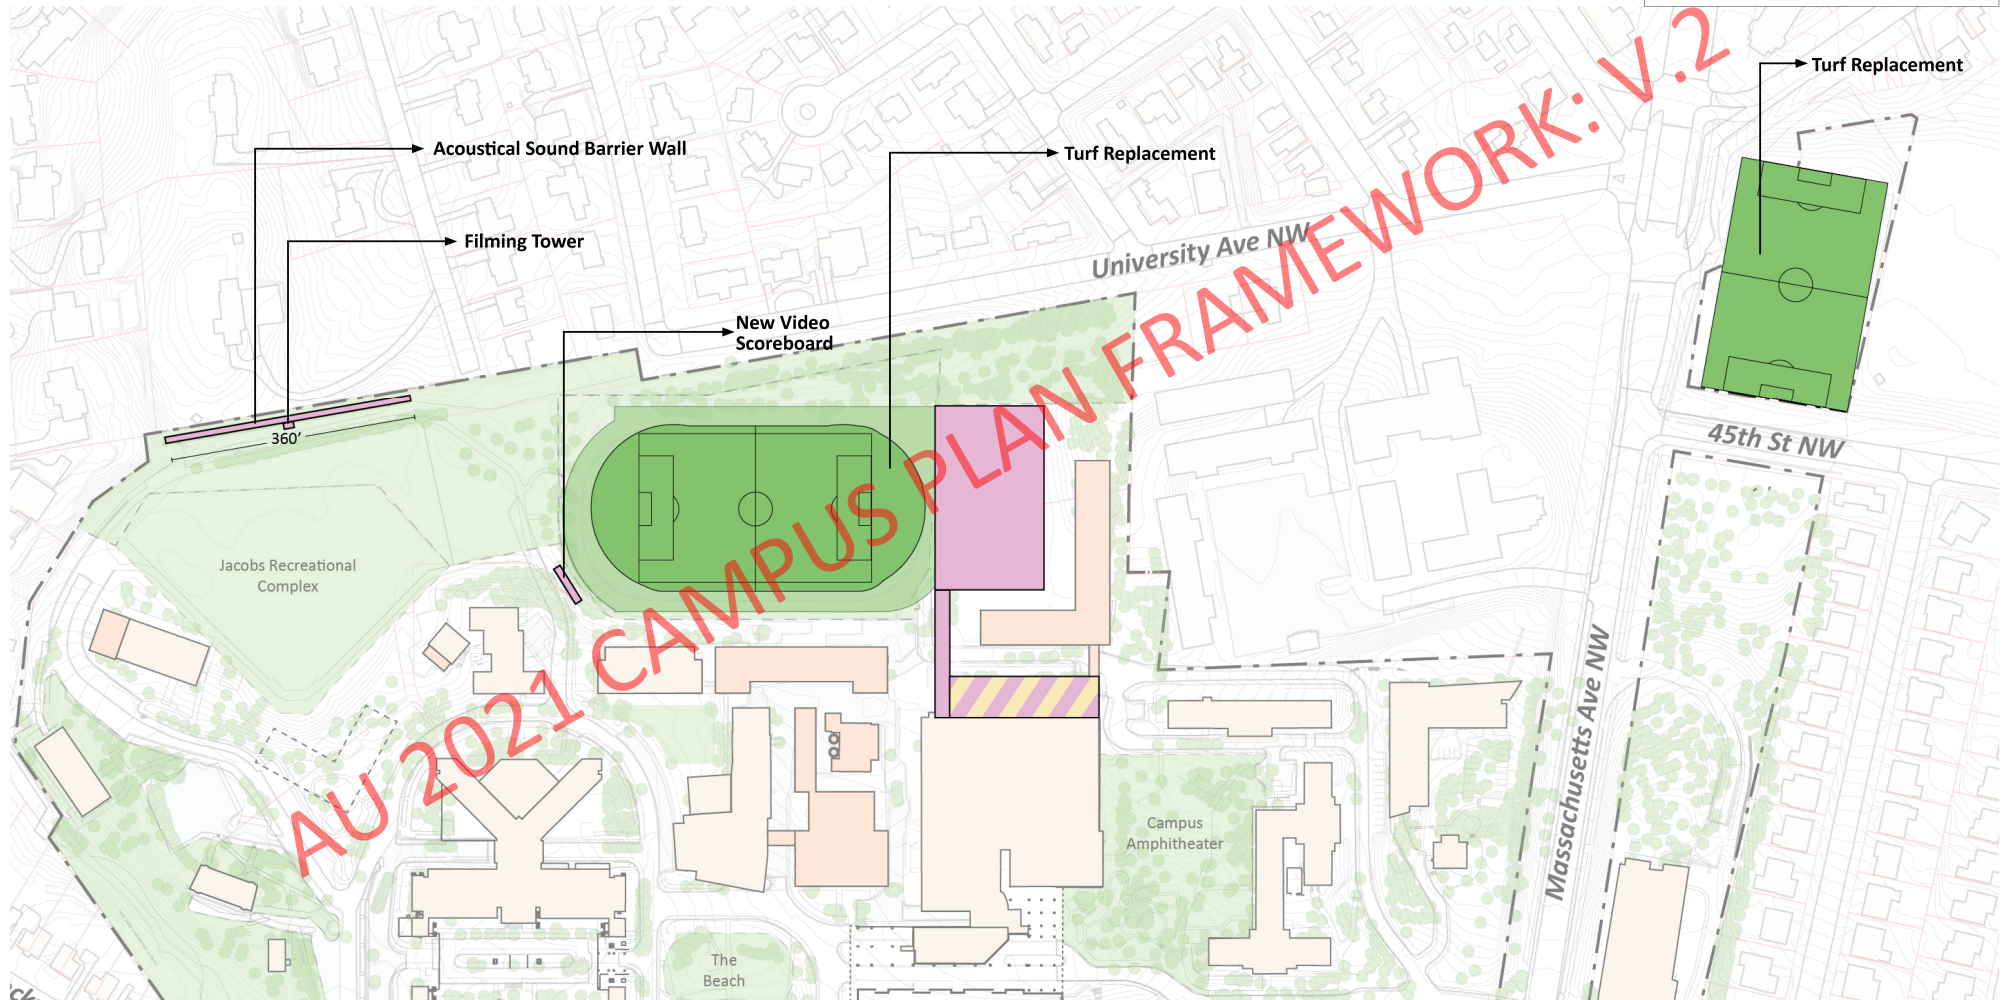 Turf Replacement
Acoustical Sound Barrier Wall
Turf Replacement
Filming Tower
University Ave NW
New Video
Scoreboard
360’
45th St NW
Jacobs Recreational
Complex
AU 2021 CAMPUS PLAN FRAMEWORK: V.2
Massachusetts Ave NW
Campus
Amphitheater
The
Beach